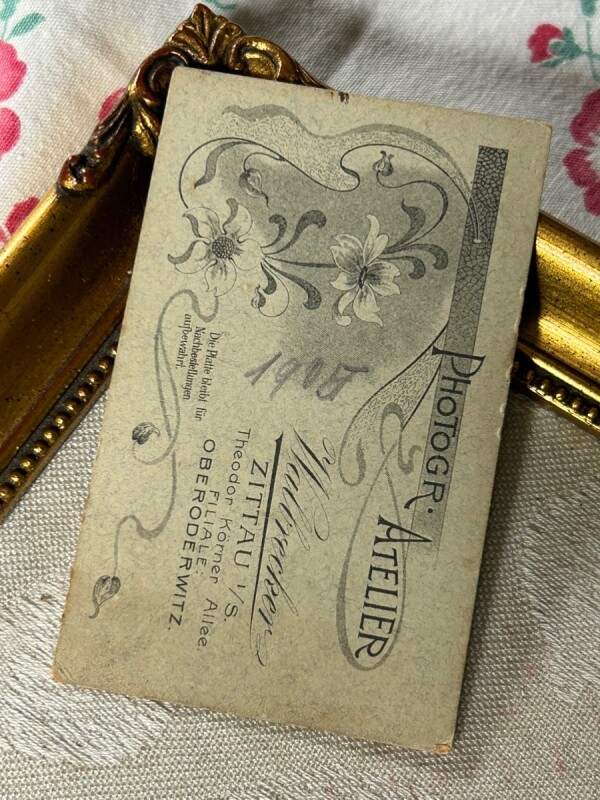 PHOTOGR. ATELIER
ZITTAU i/S.
Theodor Körner Allee.
FILIALE:
OBERODERWITZ.
Die Platte bleibt für
Nachbestellungen
aufbewahrt.
1905